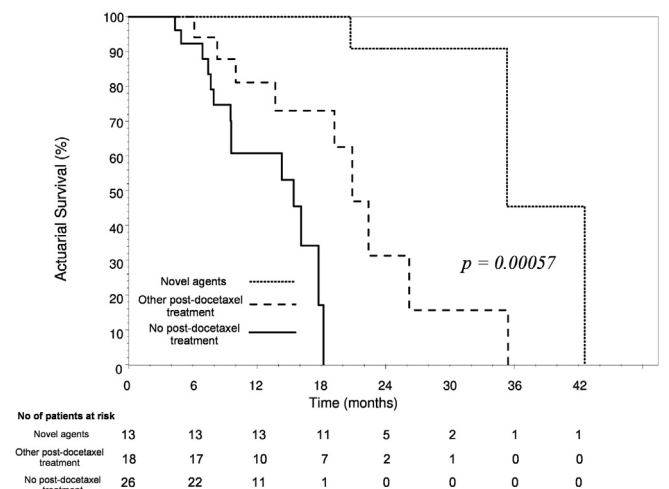 100
90
80
70
60
50
40
30
20
10
0
Actuarial Survival (%)
p = 0.00057
Novel agents
Other post-docetaxel
treatment
No post-docetaxel
treatment
0 6 12 18 24 30 36 42
Time (months)
No of patients at risk
Novel agents 13 13 13 11 5 2 1 1
Other post-docetaxel
treatment 18 17 10 7 2 1 0 0
No post-docetaxel 26 22 11 1 0 0 0 0
treatment